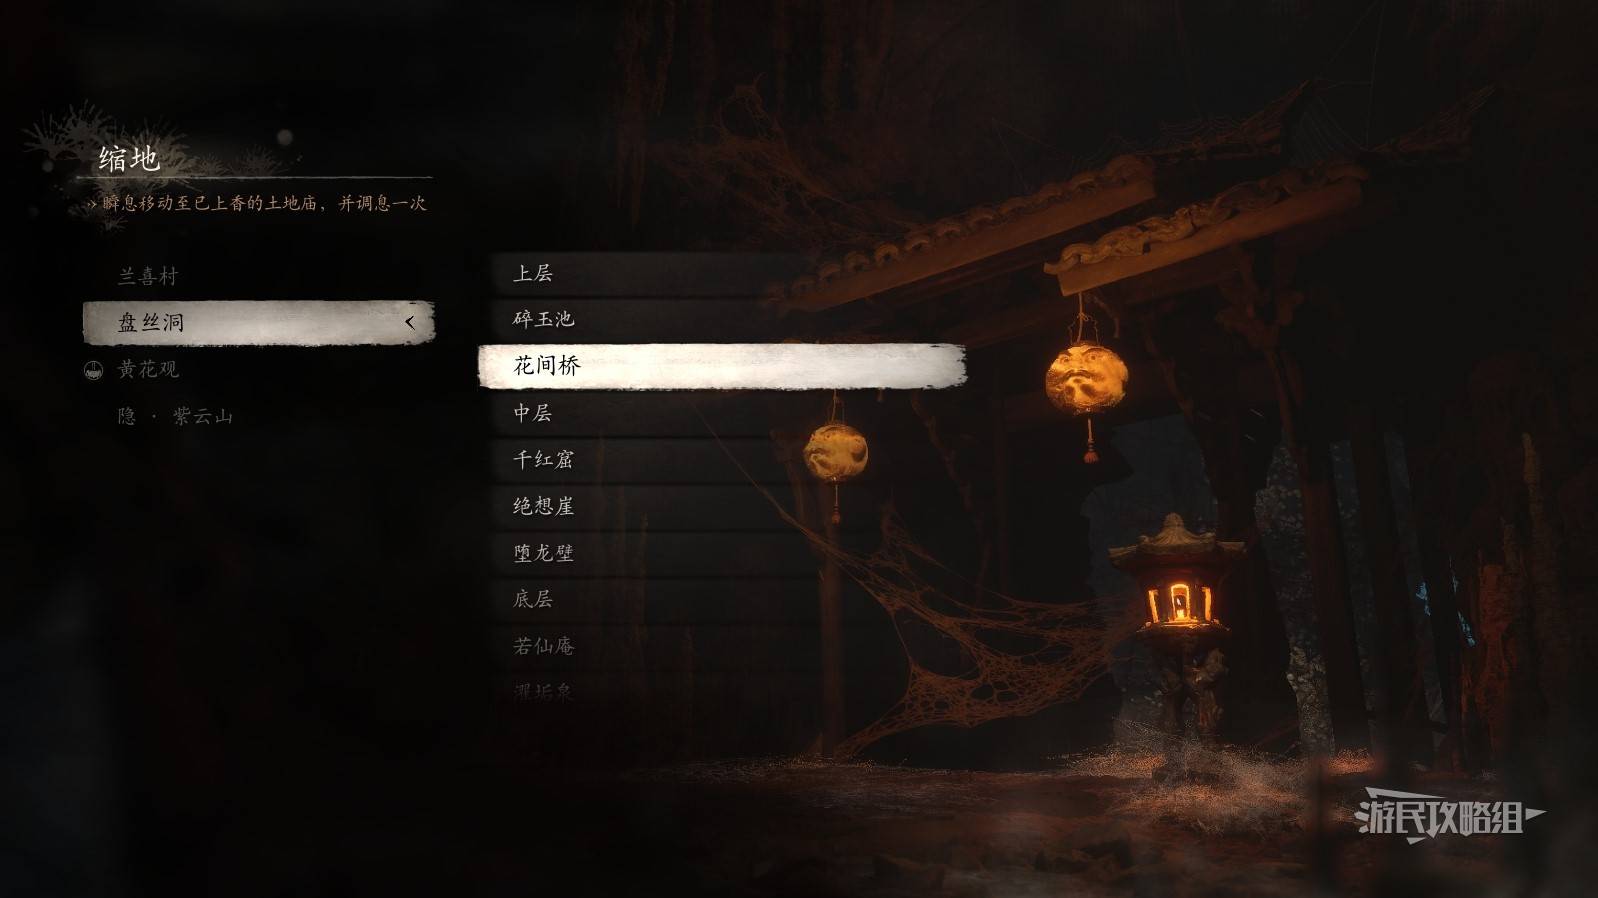 缩地
瞬息移动至已上香的土地庙，并调息一次
兰喜村
盘丝洞
黄花观
隐 · 紫云山
上层
碎玉池
花间桥
中层
千红窟
绝想崖
堕龙壁
底层
若仙庵
濯垢泉
游民攻略组